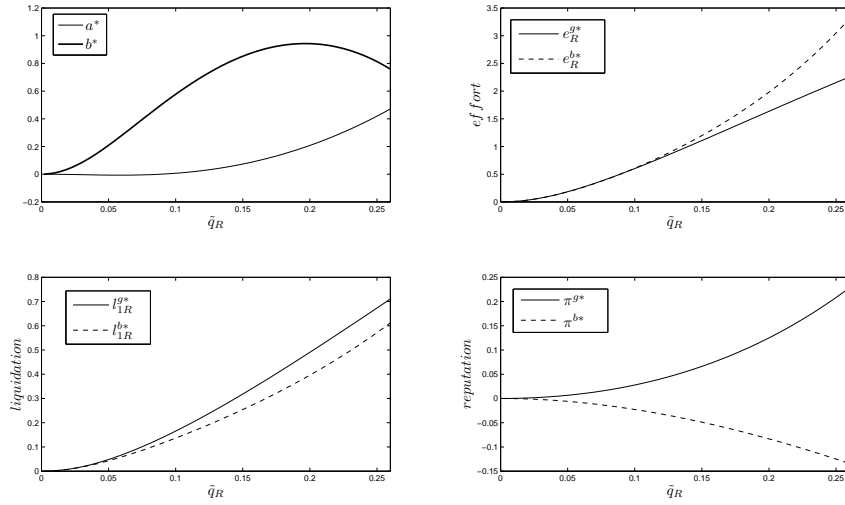 1.2
1
0.8
0.6
0.4
0.2
0
−0.2
0 0.05 0.1 0.15 0.2 0.25
a*
b*
q̃_R
3.5
3
2.5
2
1.5
1
0.5
0
0 0.05 0.1 0.15 0.2 0.25
effort
e_R^{g*}
e_R^{b*}
q̃_R
0.8
0.7
0.6
0.5
0.4
0.3
0.2
0.1
0
0 0.05 0.1 0.15 0.2 0.25
liquidation
l_{1R}^{g*}
l_{1R}^{b*}
q̃_R
0.25
0.2
0.15
0.1
0.05
0
−0.05
−0.1
−0.15
0 0.05 0.1 0.15 0.2 0.25
reputation
π^{g*}
π^{b*}
q̃_R